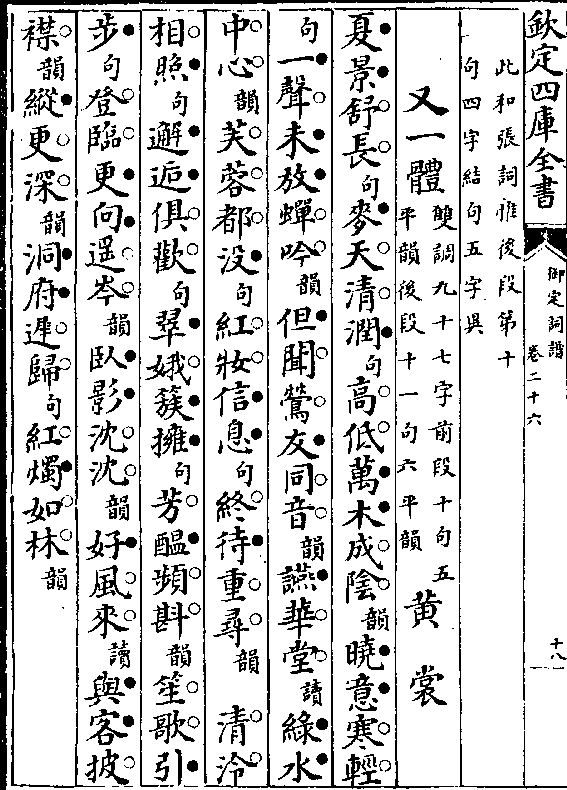 欽定四庫全書
御定詞譜 卷二十六
十八
此和張詞惟後段第十
句四字結句五字異
又一體 雙調九十七字前段十句五
平韻後段十一句六平韻 黃裳
夏景舒長句麥天清潤句高低萬木成陰韻曉意寒輕
句一聲未放蟬吟韻但聞鶯友同音韻讌華堂讀綠水
中心韻芙蓉都没句紅妝信息句終待重尋韻 清泠
相照句邂逅俱歡句翠娥簇擁句芳醖頻斟韻笙歌引
步句登臨更向遥岑韻臥影沈沈韻好風來讀與客披
襟韻縱更深韻洞府遲歸句紅燭如林韻